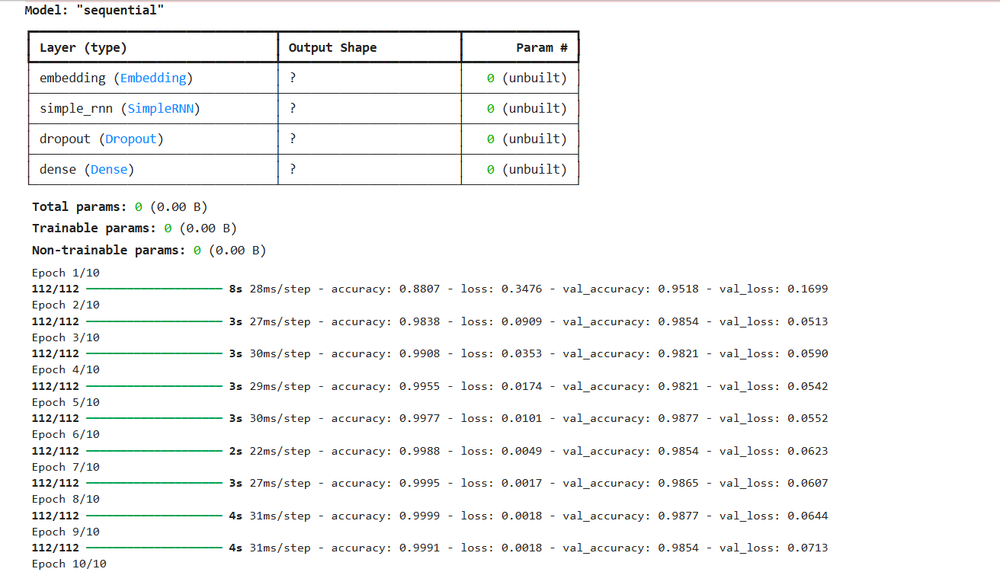 Model: "sequential"
Layer (type) Output Shape Param #
embedding (Embedding) ? 0 (unbuilt)
simple_rnn (SimpleRNN) ? 0 (unbuilt)
dropout (Dropout) ? 0 (unbuilt)
dense (Dense) ? 0 (unbuilt)
Total params: 0 (0.00 B)
Trainable params: 0 (0.00 B)
Non-trainable params: 0 (0.00 B)
Epoch 1/10
112/112 ━━━━━━━━━━━━━━━━━━━━ 8s 28ms/step - accuracy: 0.8807 - loss: 0.3476 - val_accuracy: 0.9518 - val_loss: 0.1699
Epoch 2/10
112/112 ━━━━━━━━━━━━━━━━━━━━ 3s 27ms/step - accuracy: 0.9838 - loss: 0.0909 - val_accuracy: 0.9854 - val_loss: 0.0513
Epoch 3/10
112/112 ━━━━━━━━━━━━━━━━━━━━ 3s 30ms/step - accuracy: 0.9908 - loss: 0.0353 - val_accuracy: 0.9821 - val_loss: 0.0590
Epoch 4/10
112/112 ━━━━━━━━━━━━━━━━━━━━ 3s 29ms/step - accuracy: 0.9955 - loss: 0.0174 - val_accuracy: 0.9821 - val_loss: 0.0542
Epoch 5/10
112/112 ━━━━━━━━━━━━━━━━━━━━ 3s 30ms/step - accuracy: 0.9977 - loss: 0.0101 - val_accuracy: 0.9877 - val_loss: 0.0552
Epoch 6/10
112/112 ━━━━━━━━━━━━━━━━━━━━ 2s 22ms/step - accuracy: 0.9988 - loss: 0.0049 - val_accuracy: 0.9854 - val_loss: 0.0623
Epoch 7/10
112/112 ━━━━━━━━━━━━━━━━━━━━ 3s 27ms/step - accuracy: 0.9995 - loss: 0.0017 - val_accuracy: 0.9865 - val_loss: 0.0607
Epoch 8/10
112/112 ━━━━━━━━━━━━━━━━━━━━ 4s 31ms/step - accuracy: 0.9999 - loss: 0.0018 - val_accuracy: 0.9877 - val_loss: 0.0644
Epoch 9/10
112/112 ━━━━━━━━━━━━━━━━━━━━ 4s 31ms/step - accuracy: 0.9991 - loss: 0.0018 - val_accuracy: 0.9854 - val_loss: 0.0713
Epoch 10/10